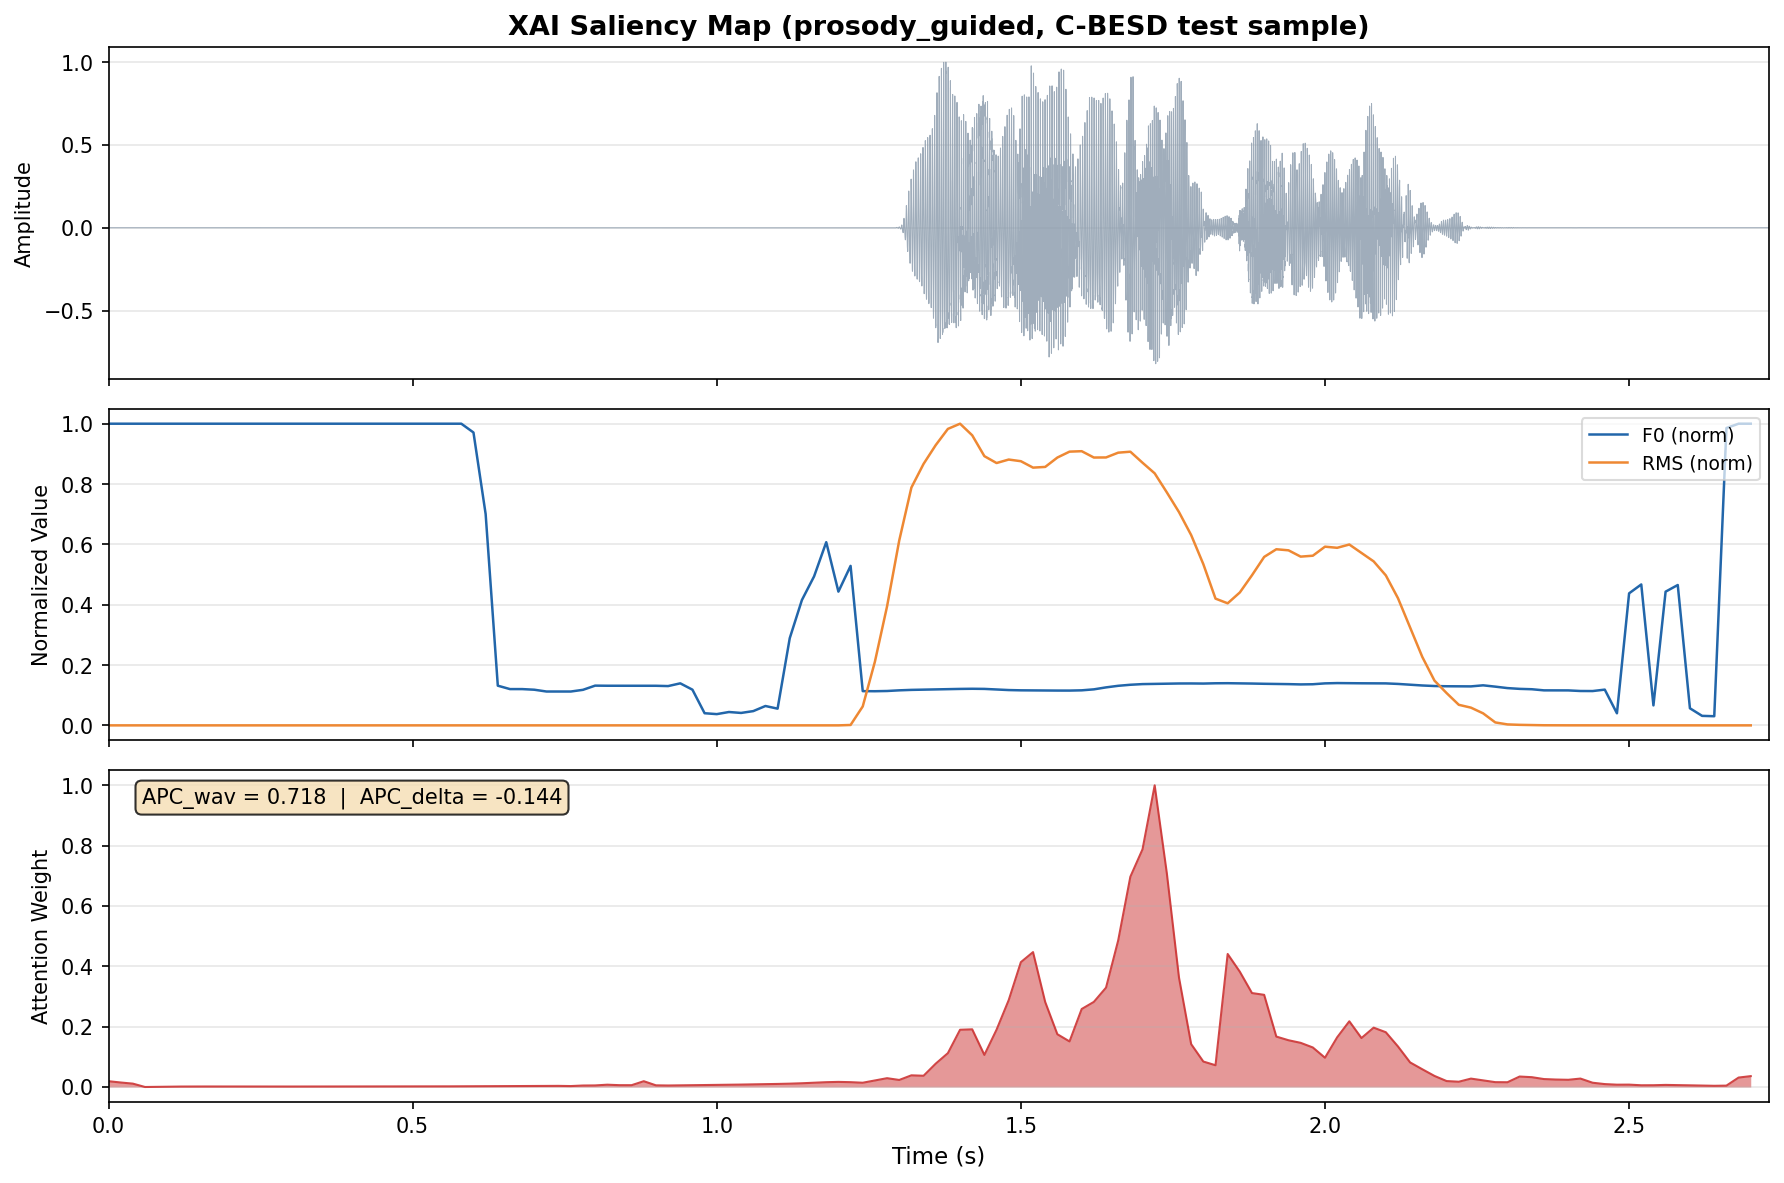 XAI Saliency Map (prosody_guided, C-BESD test sample)
1.0
0.5
0.0
−0.5
Amplitude
1.0
0.8
0.6
0.4
0.2
0.0
Normalized Value
F0 (norm)
RMS (norm)
1.0
0.8
0.6
0.4
0.2
0.0
Attention Weight
APC_wav = 0.718 | APC_delta = -0.144
0.0 0.5 1.0 1.5 2.0 2.5
Time (s)